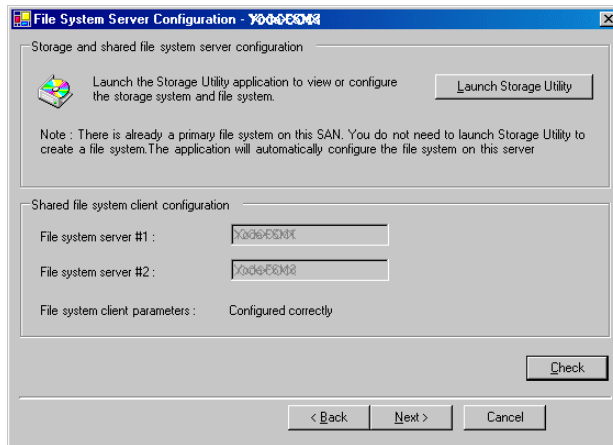 File System Server Configuration -
Storage and shared file system server configuration
Launch the Storage Utility application to view or configure
the storage system and file system.
Launch Storage Utility
Note : There is already a primary file system on this SAN. You do not need to launch Storage Utility to
create a file system.The application will automatically configure the file system on this server
Shared file system client configuration
File system server #1 :
File system server #2 :
File system client parameters : Configured correctly
Check
< Back
Next >
Cancel